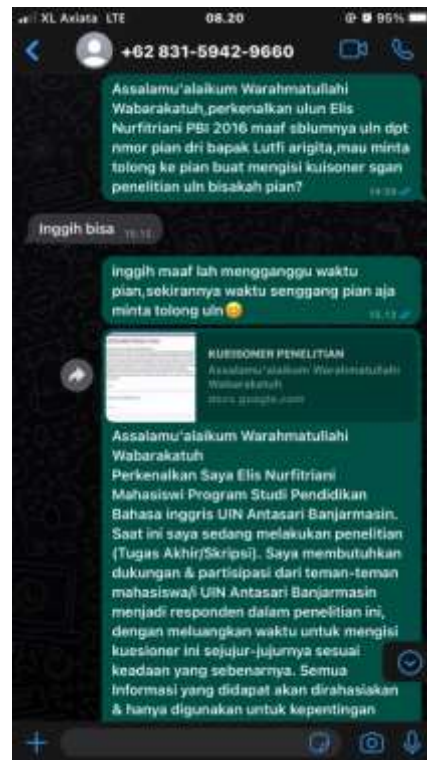 XL Axiata LTE 08.20 95%
+62 831-5942-9660
Assalamu'alaikum Warahmatullahi
Wabarakatuh,perkenalkan ulun Elis
Nurfitriani PBI 2016 maaf sblumnya uln dpt
nmor pian dri bapak Lutfi arigita,mau minta
tolong ke pian buat mengisi kuisoner sgan
penelitian uln bisakah pian?
Inggih bisa
inggih maaf lah mengganggu waktu
pian,sekirannya waktu senggang pian aja
minta tolong uln😊
KUEISONER PENELITIAN
Assalamu'alaikum Warahmatullahi
Wabarakatuh
docs.google.com
Assalamu'alaikum Warahmatullahi
Wabarakatuh
Perkenalkan Saya Elis Nurfitriani
Mahasiswi Program Studi Pendidikan
Bahasa inggris UIN Antasari Banjarmasin.
Saat ini saya sedang melakukan penelitian
(Tugas Akhir/Skripsi). Saya membutuhkan
dukungan & partisipasi dari teman-teman
mahasiswa/i UIN Antasari Banjarmasin
menjadi responden dalam penelitian ini,
dengan meluangkan waktu untuk mengisi
kuesioner ini sejujur-jujurnya sesuai
keadaan yang sebenarnya. Semua
Informasi yang didapat akan dirahasiakan
& hanya digunakan untuk kepentingan